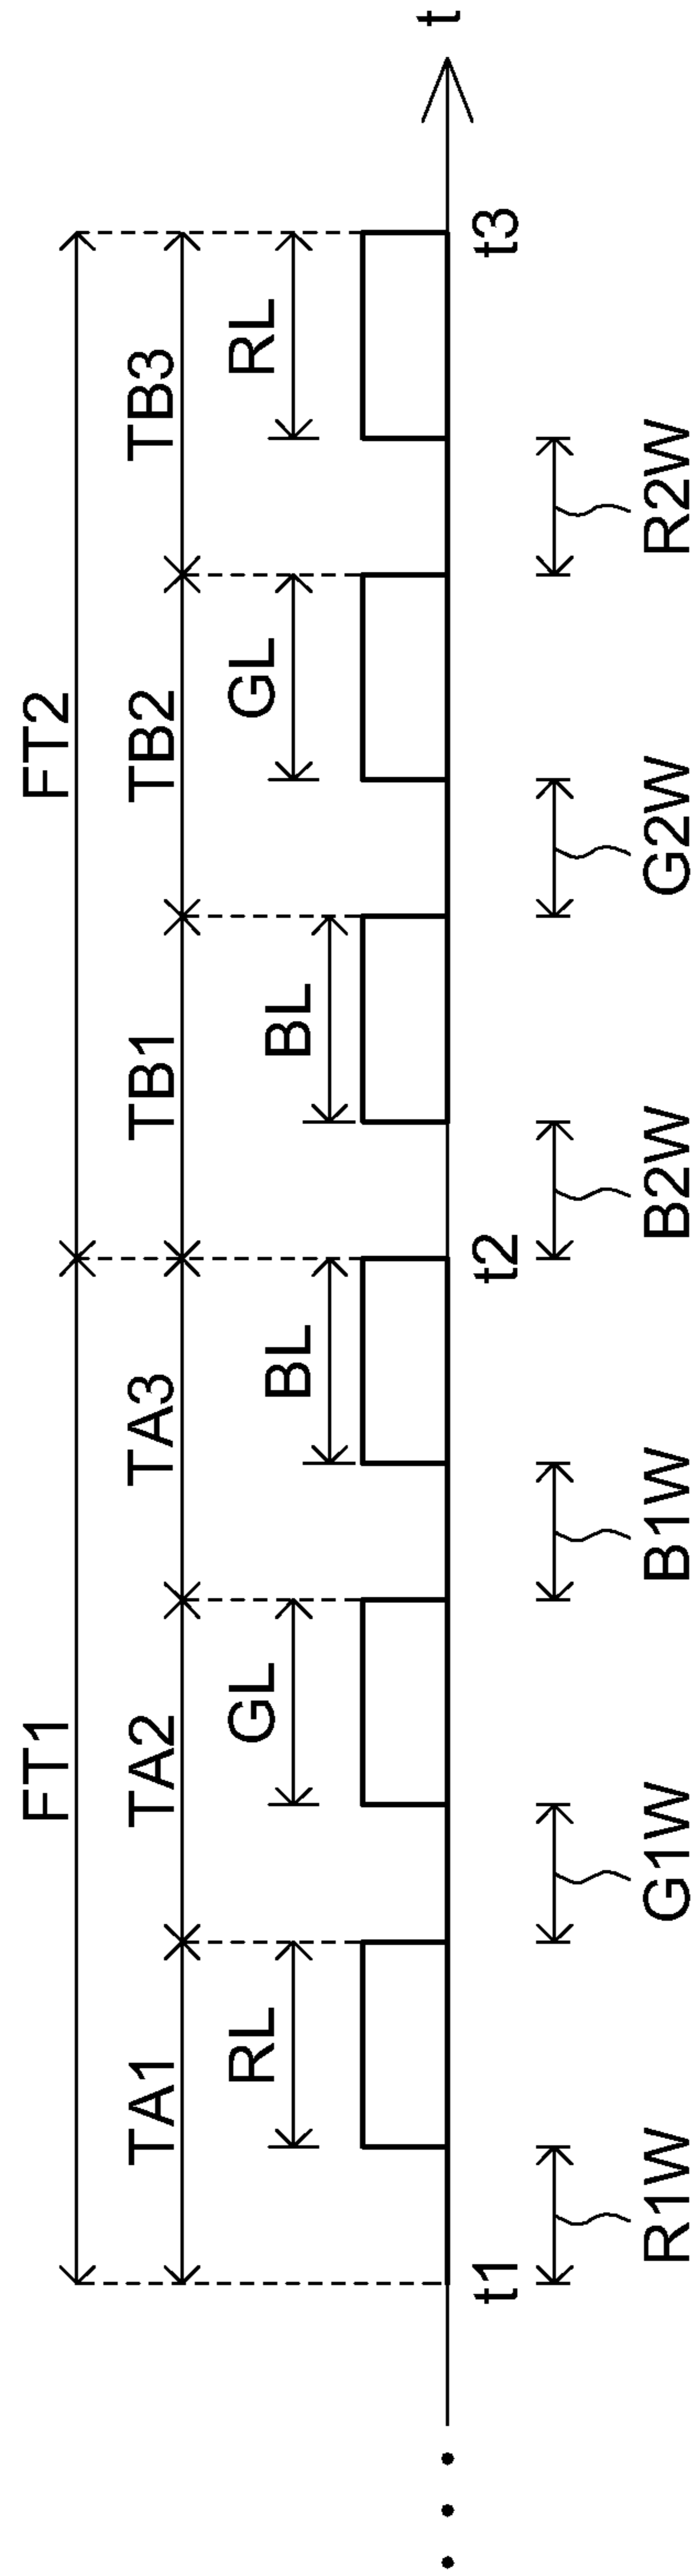 FT1 FT2
TA1 TA2 TA3 TB1 TB2 TB3
RL GL BL BL GL RL
t1 t2 t3 t
R1W G1W B1W B2W G2W R2W